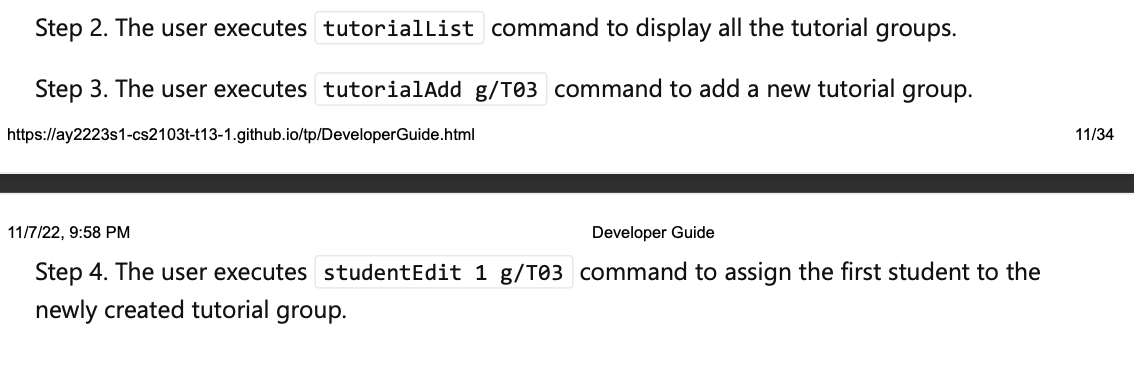 Step 2. The user executes tutorialList command to display all the tutorial groups.
Step 3. The user executes tutorialAdd g/T03 command to add a new tutorial group.
https://ay2223s1-cs2103t-t13-1.github.io/tp/DeveloperGuide.html 11/34
11/7/22, 9:58 PM Developer Guide
Step 4. The user executes studentEdit 1 g/T03 command to assign the first student to the
newly created tutorial group.